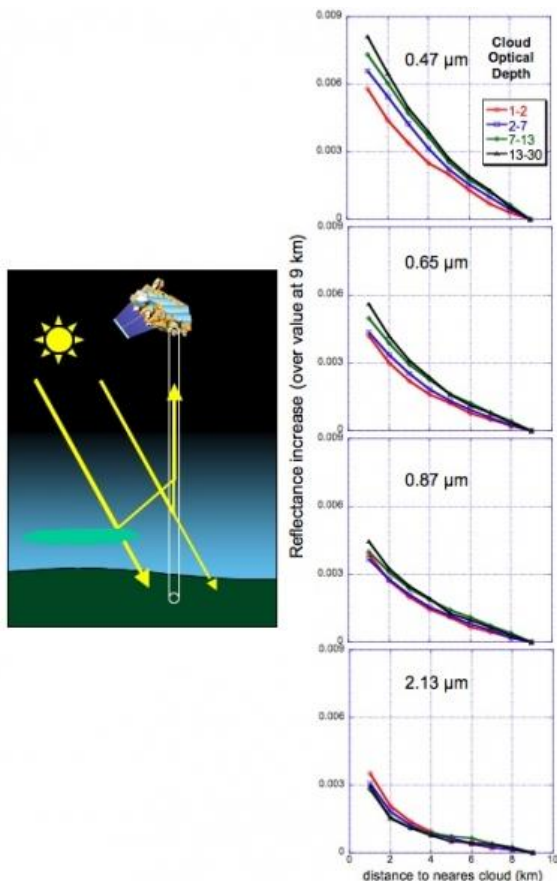 0.009
0.47 µm
Cloud
Optical
Depth
0.006
1-2
2-7
7-13
13-30
0.003
0
0.009
0.65 µm
0.006
0.003
0
Reflectance increase (over value at 9 km)
0.009
0.87 µm
0.006
0.003
0
0.009
2.13 µm
0.006
0.003
0
0 2 4 6 8 10
distance to neares cloud (km)